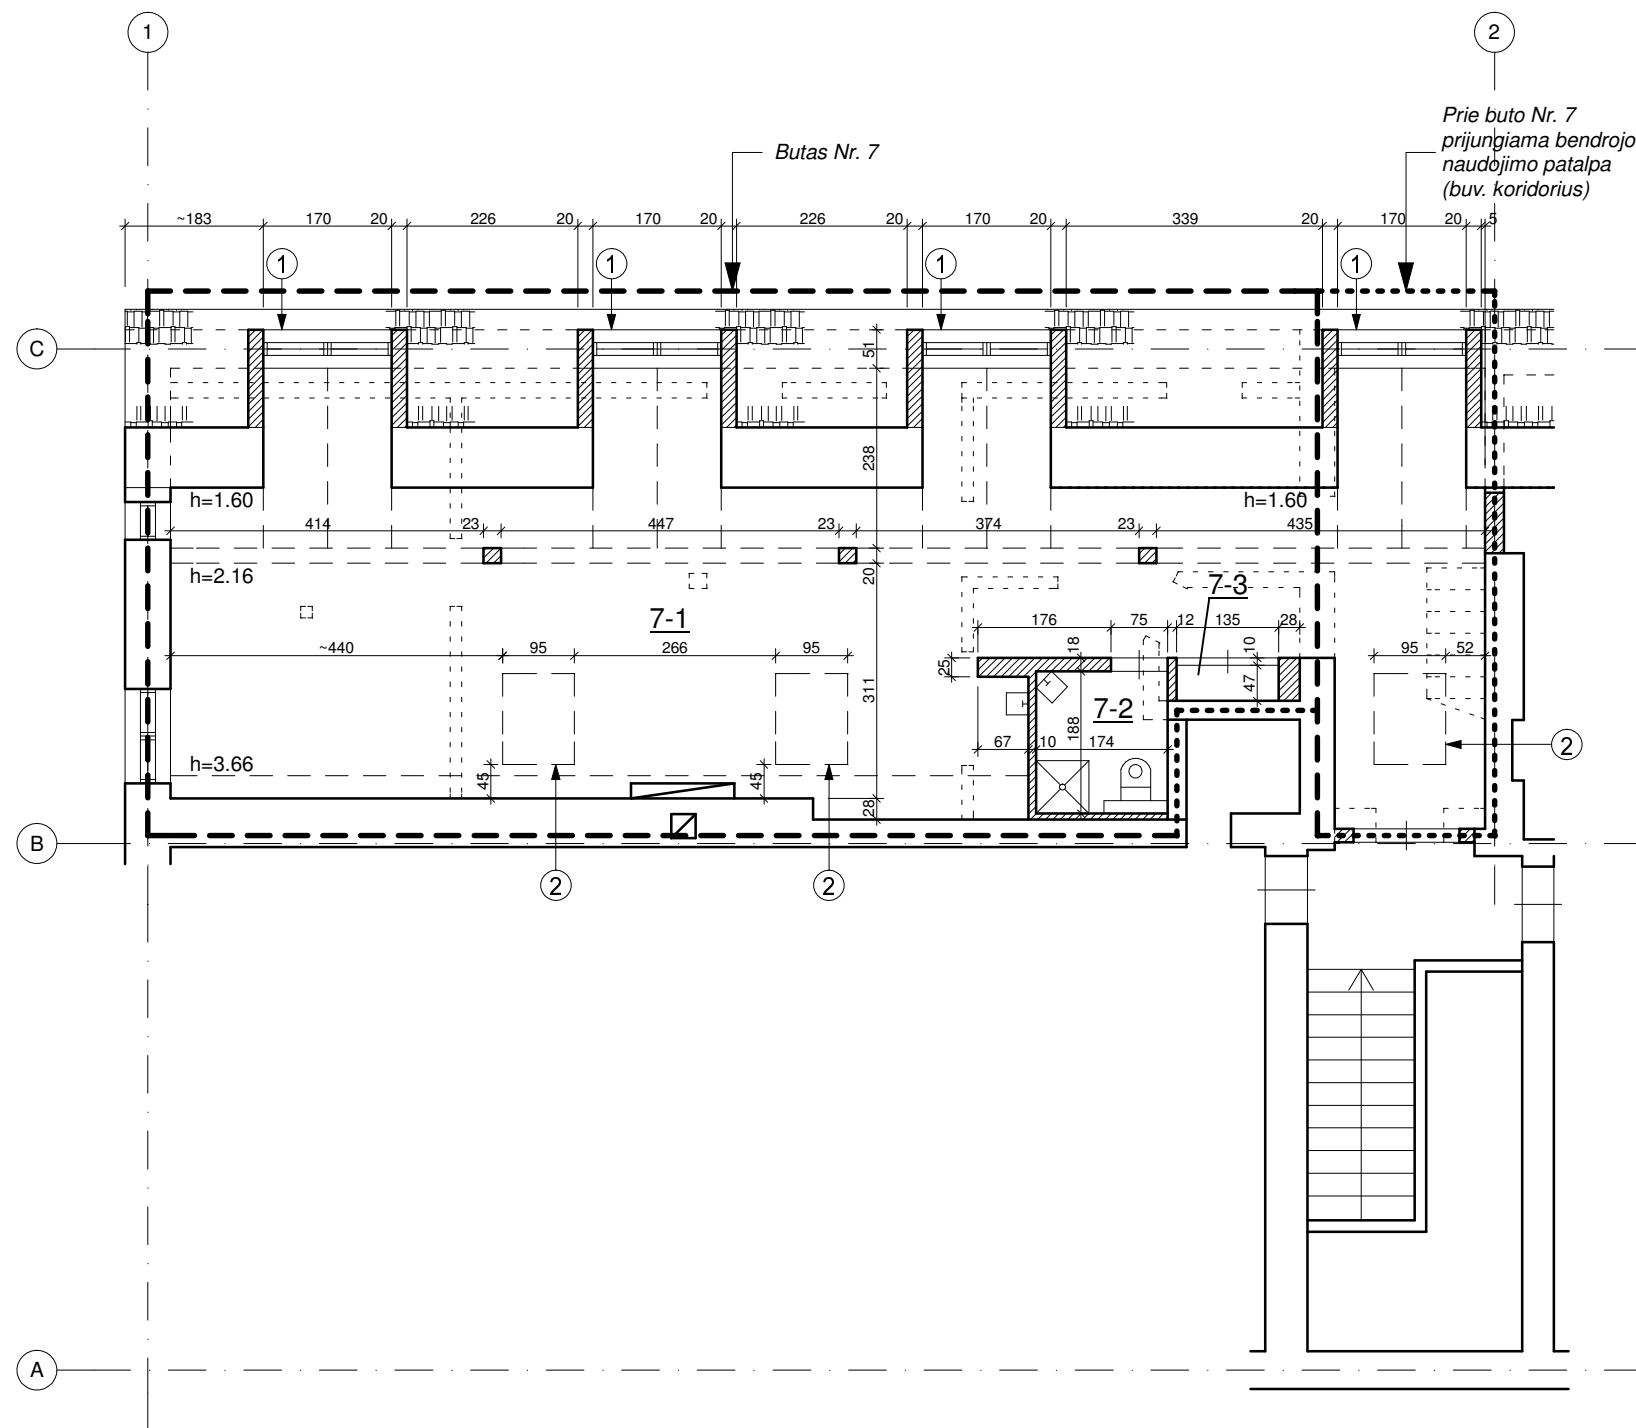 1
2
Prie buto Nr. 7
prijungiama bendrojo
naudojimo patalpa
(buv. koridorius)
Butas Nr. 7
~183 170 20 226 20 170 20 226 20 170 20 339 20 170 20 5
1 1 1 1
C
51
238
h=1.60 h=1.60
414 23 447 23 374 23 435
h=2.16
20
7-3
7-1
176 75 12 135 28
~440 95 266 95 25 18 10 95 52
311 47
7-2
188
67 10 174
2
h=3.66
45 45
28
B
2 2
A